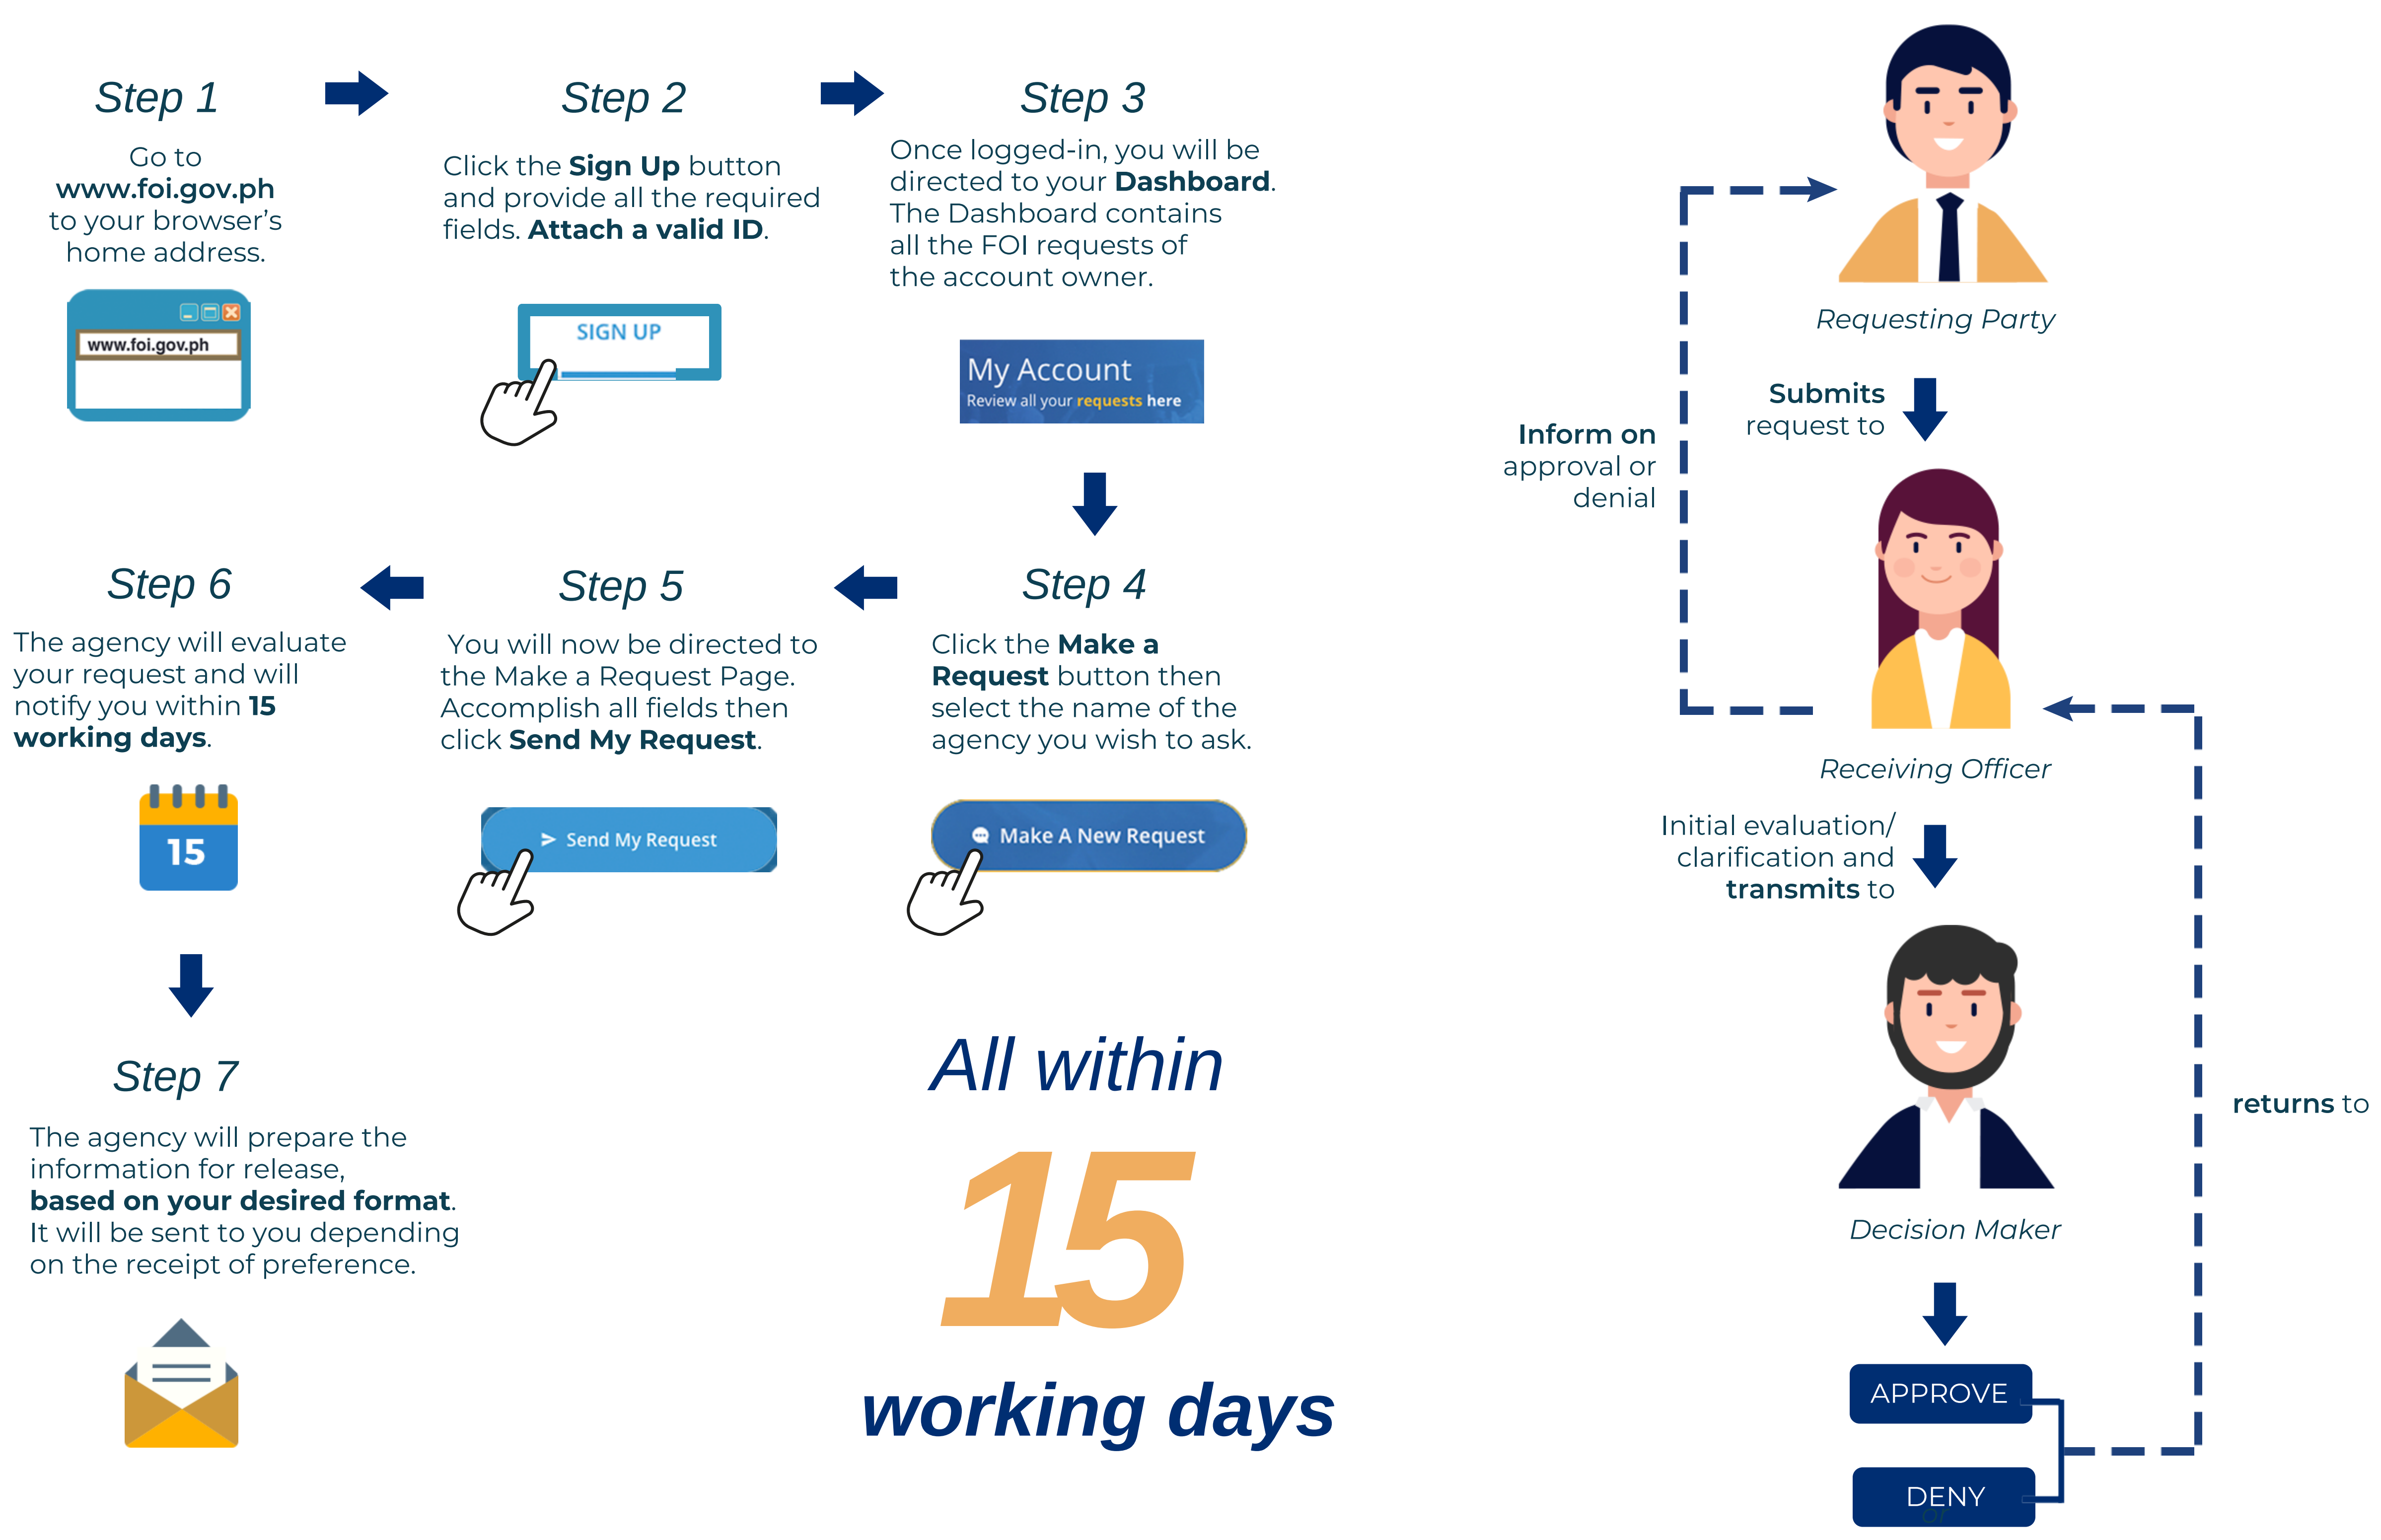 Step 1
Go to
www.foi.gov.ph
to your browser's
home address.
www.foi.gov.ph
Step 2
Click the Sign Up button
and provide all the required
fields. Attach a valid ID.
SIGN UP
Step 3
Once logged-in, you will be
directed to your Dashboard.
The Dashboard contains
all the FOI requests of
the account owner.
My Account
Review all your requests here
Step 4
Click the Make a
Request button then
select the name of the
agency you wish to ask.
Make A New Request
Step 5
You will now be directed to
the Make a Request Page.
Accomplish all fields then
click Send My Request.
Send My Request
Step 6
The agency will evaluate
your request and will
notify you within 15
working days.
15
Step 7
The agency will prepare the
information for release,
based on your desired format.
It will be sent to you depending
on the receipt of preference.
All within
15
working days
Requesting Party
Submits
request to
Inform on
approval or
denial
Receiving Officer
Initial evaluation/
clarification and
transmits to
Decision Maker
returns to
APPROVE
DENY
or